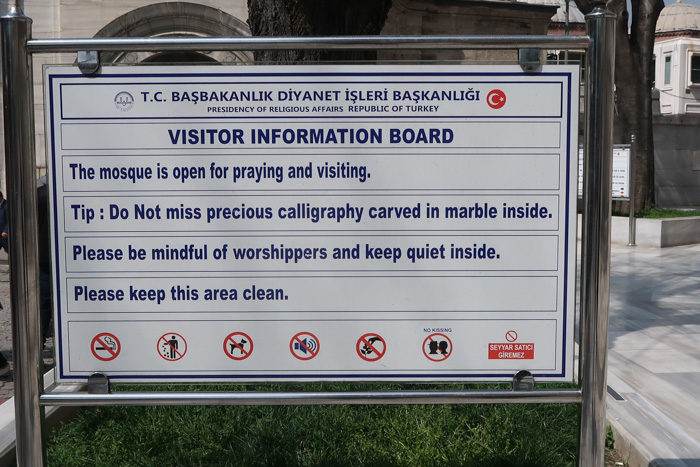 T.C. BAŞBAKANLIK DİYANET İŞLERİ BAŞKANLIĞI
PRESIDENCY OF RELIGIOUS AFFAIRS REPUBLIC OF TURKEY
VISITOR INFORMATION BOARD
The mosque is open for praying and visiting.
Tip : Do Not miss precious calligraphy carved in marble inside.
Please be mindful of worshippers and keep quiet inside.
Please keep this area clean.
NO KISSING
SEYYAR SATICI
GİREMEZ